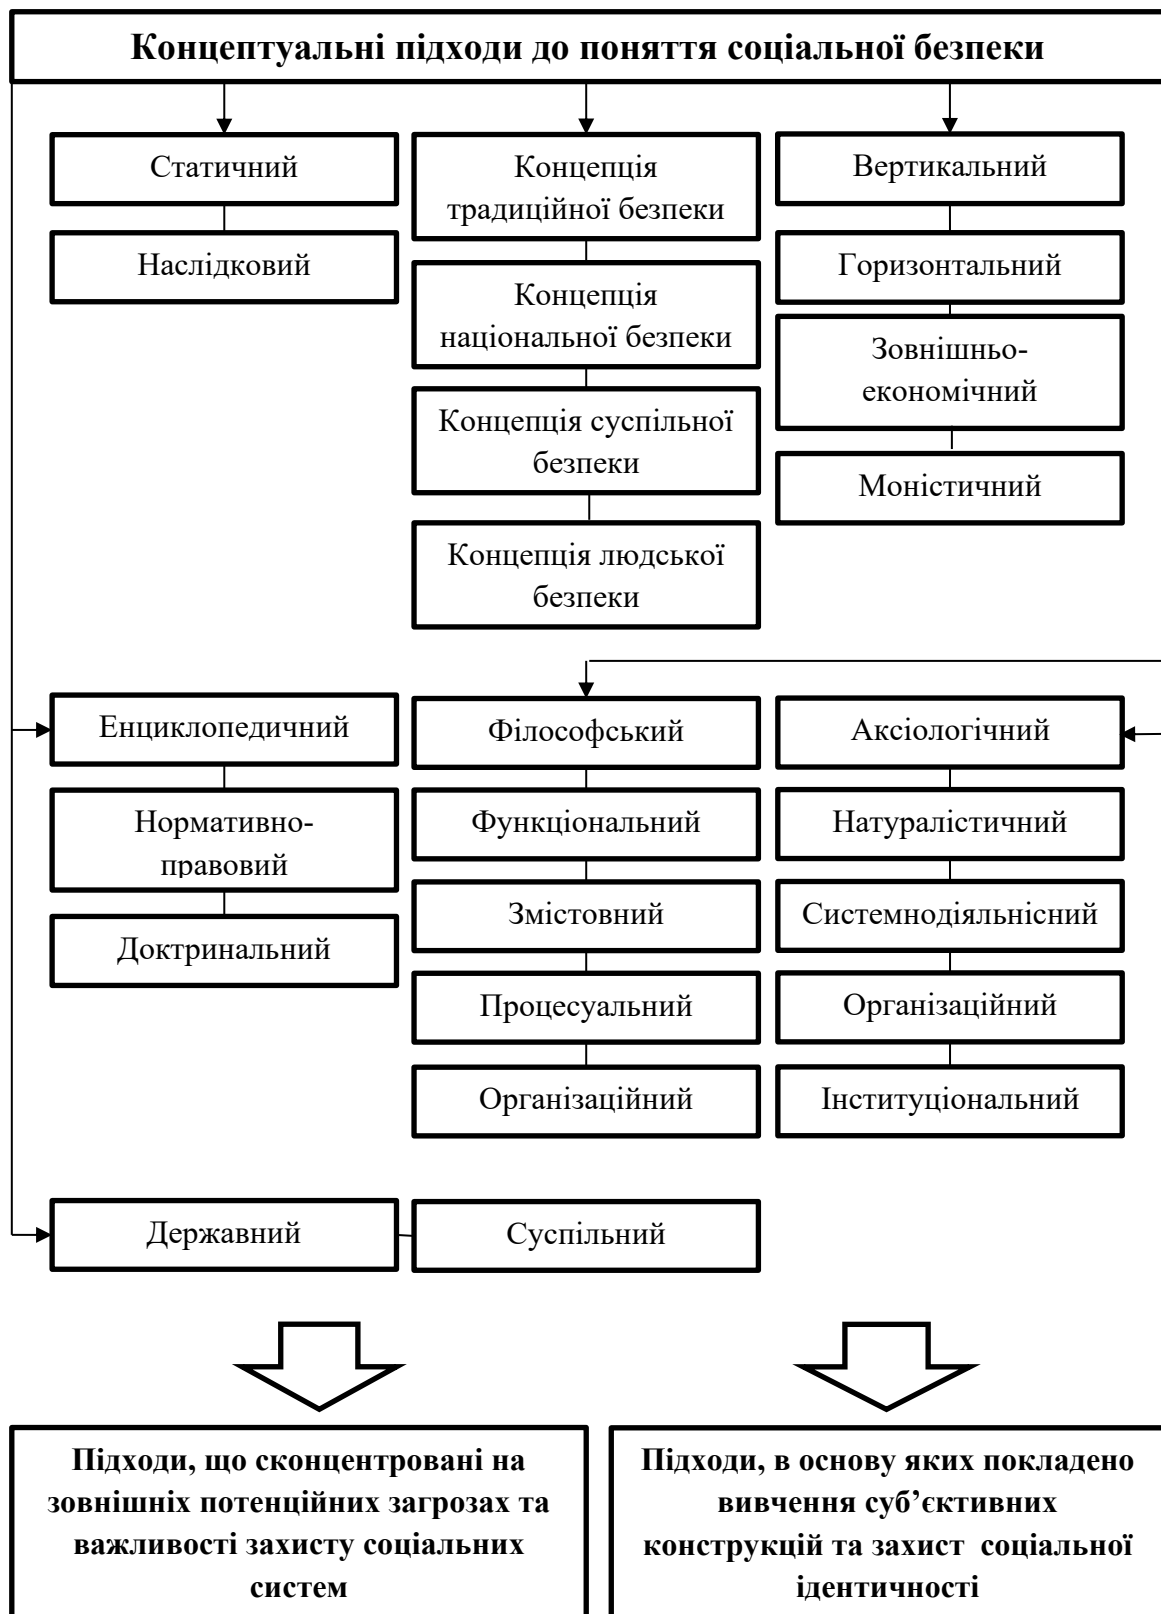 Концептуальні підходи до поняття соціальної безпеки
Статичний
Наслідковий
Концепція
традиційної безпеки
Концепція
національної безпеки
Концепція суспільної
безпеки
Концепція людської
безпеки
Вертикальний
Горизонтальний
Зовнішньо-
економічний
Моністичний
Енциклопедичний
Нормативно-
правовий
Доктринальний
Філософський
Функціональний
Змістовний
Процесуальний
Організаційний
Аксіологічний
Натуралістичний
Системнодіяльнісний
Організаційний
Інституціональний
Державний
Суспільний
Підходи, що сконцентровані на
зовнішніх потенційних загрозах та
важливості захисту соціальних
систем
Підходи, в основу яких покладено
вивчення суб’єктивних
конструкцій та захист соціальної
ідентичності